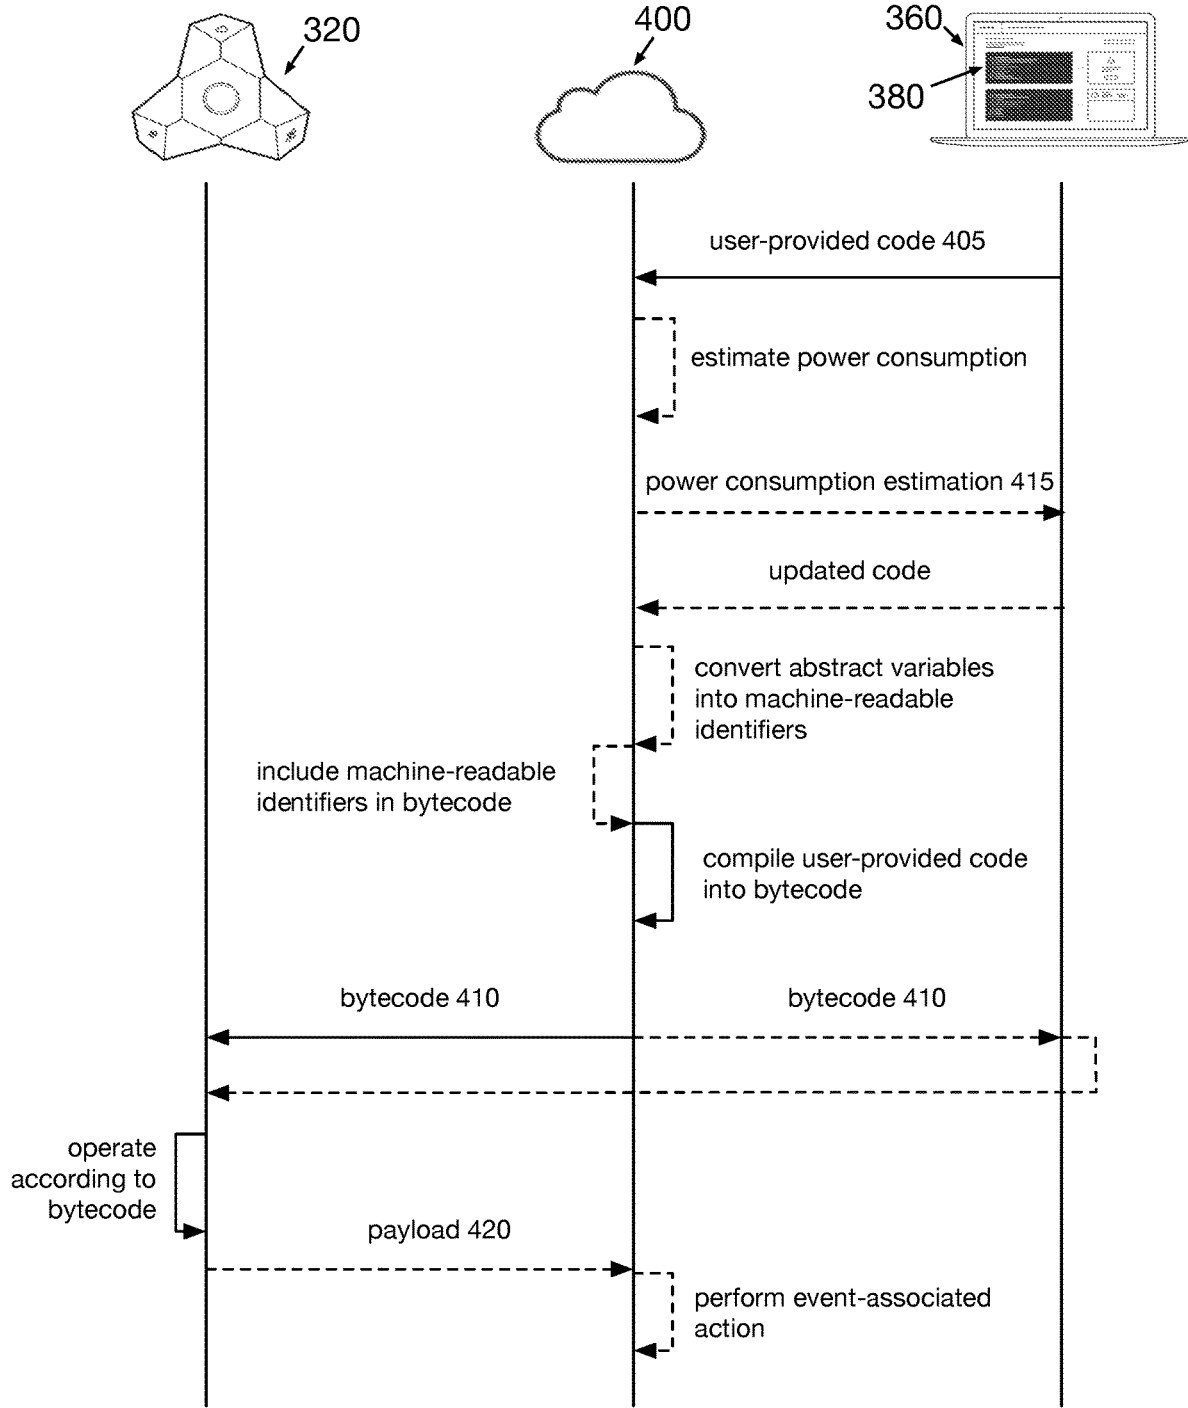 320
400
360
380
user-provided code 405
estimate power consumption
power consumption estimation 415
updated code
convert abstract variables
into machine-readable
identifiers
include machine-readable
identifiers in bytecode
compile user-provided code
into bytecode
bytecode 410
bytecode 410
operate
according to
bytecode
payload 420
perform event-associated
action